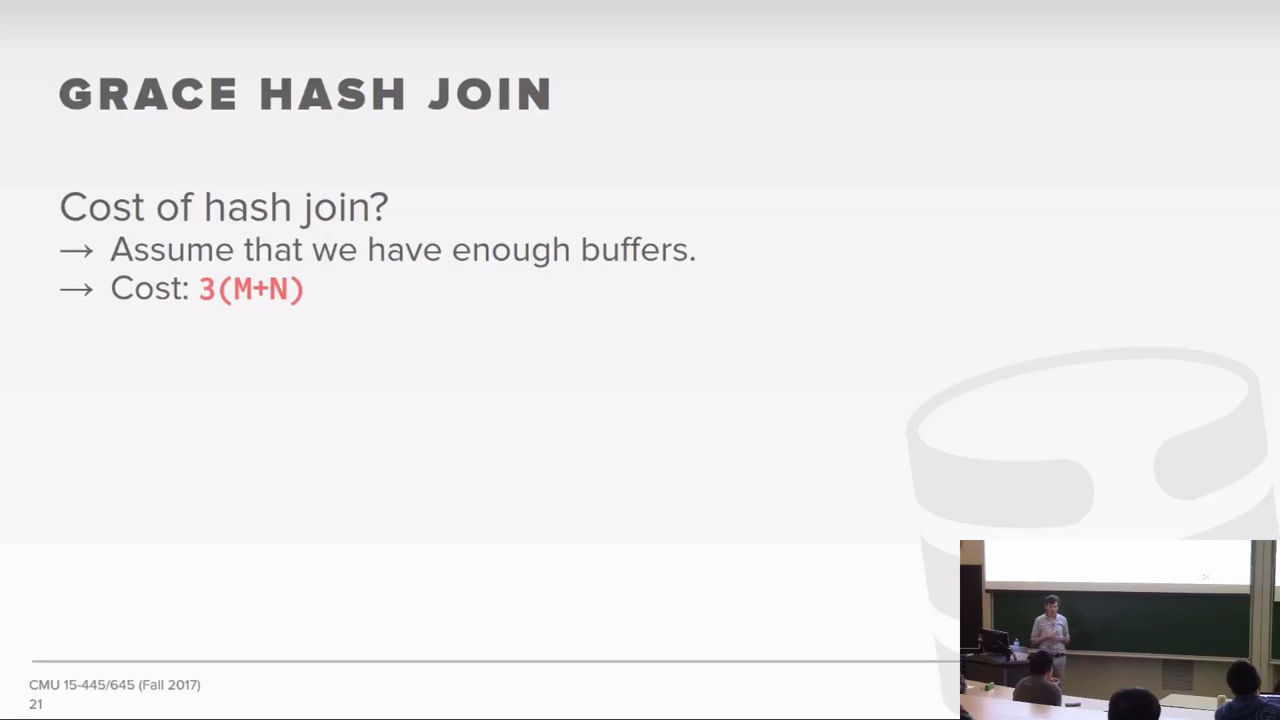 GRACE HASH JOIN
Cost of hash join?
→ Assume that we have enough buffers.
→ Cost: 3(M+N)
CMU 15-445/645 (Fall 2017)
21